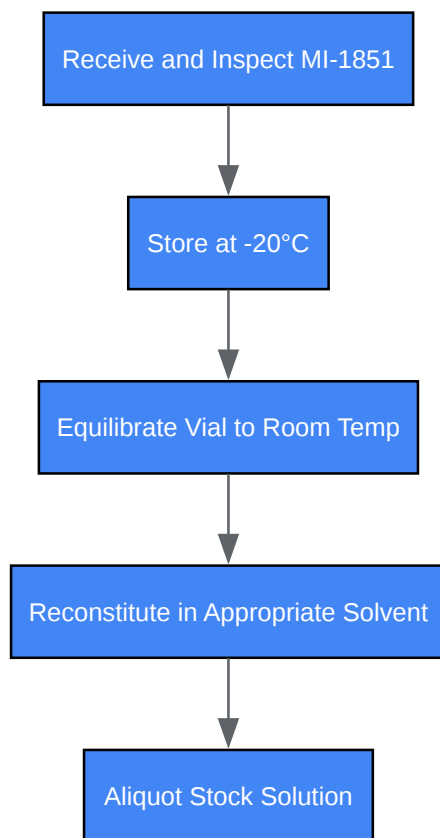 Receive and Inspect MI-1851
Store at -20°C
Equilibrate Vial to Room Temp
Reconstitute in Appropriate Solvent
Aliquot Stock Solution